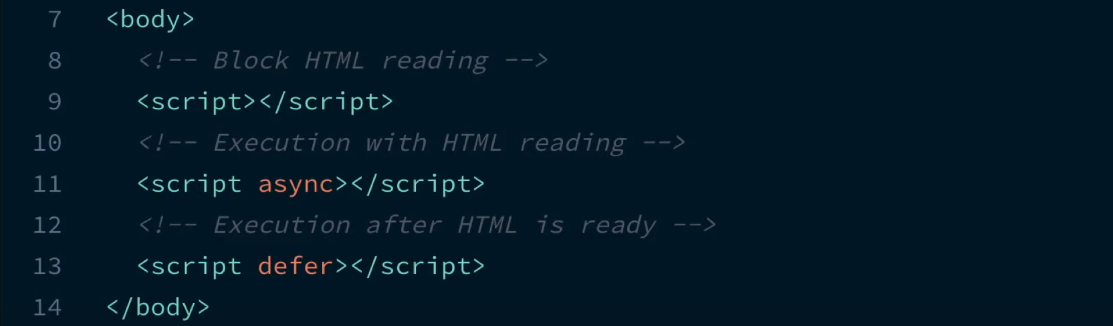 7 <body>
8 <!-- Block HTML reading -->
9 <script></script>
10 <!-- Execution with HTML reading -->
11 <script async></script>
12 <!-- Execution after HTML is ready -->
13 <script defer></script>
14 </body>